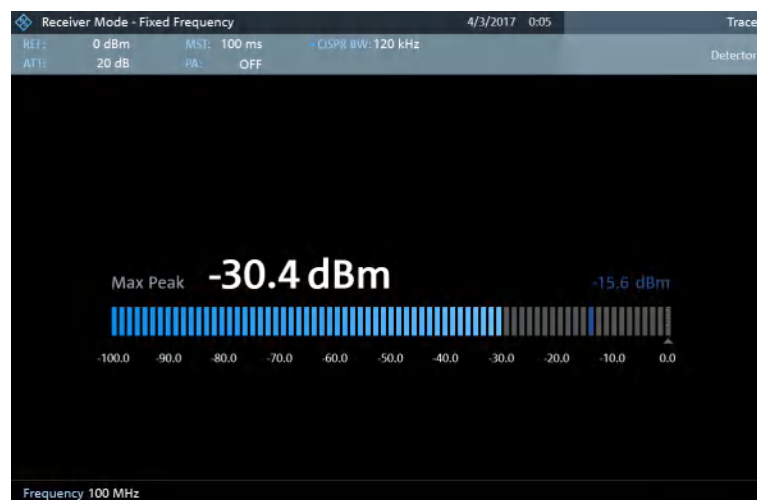 Receiver Mode - Fixed Frequency 4/3/2017 0:05 Trace
REF: 0 dBm MST: 100 ms CISPR BW: 120 kHz
Detector
ATT: 20 dB PA: OFF
Max Peak -30.4 dBm -15.6 dBm
-100.0 -90.0 -80.0 -70.0 -60.0 -50.0 -40.0 -30.0 -20.0 -10.0 0.0
Frequency 100 MHz